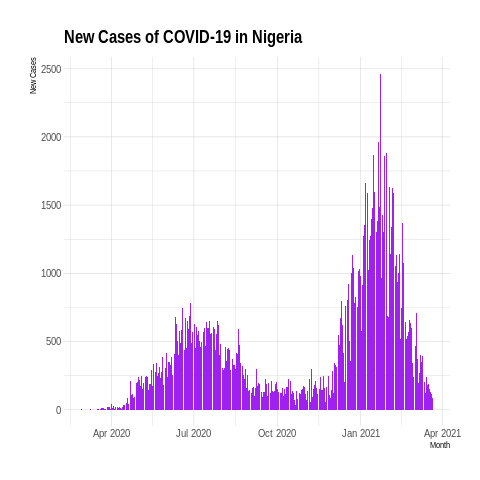 New Cases of COVID-19 in Nigeria
New Cases
2500
2000
1500
1000
500
0
Apr 2020
Jul 2020
Oct 2020
Jan 2021
Apr 2021
Month